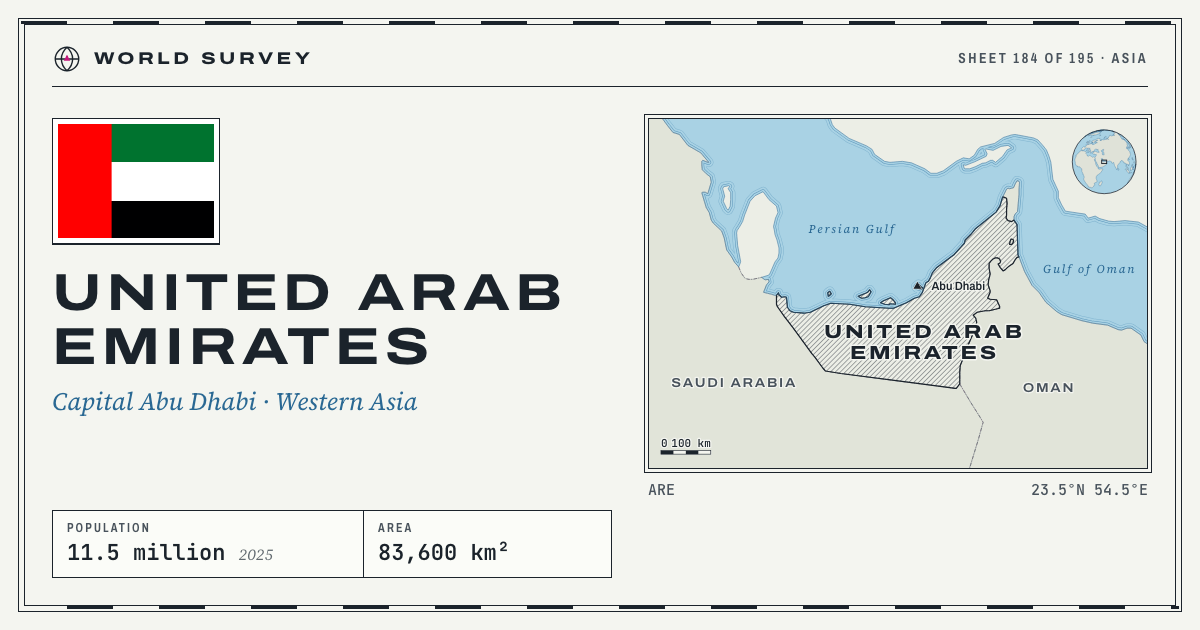 WORLD SURVEY
SHEET 184 OF 195 · ASIA
UNITED ARAB
EMIRATES
Capital Abu Dhabi · Western Asia
POPULATION
11.5 million 2025
AREA
83,600 km²
Persian Gulf
Gulf of Oman
Abu Dhabi
UNITED ARAB
EMIRATES
SAUDI ARABIA
OMAN
0 100 km
ARE
23.5°N 54.5°E